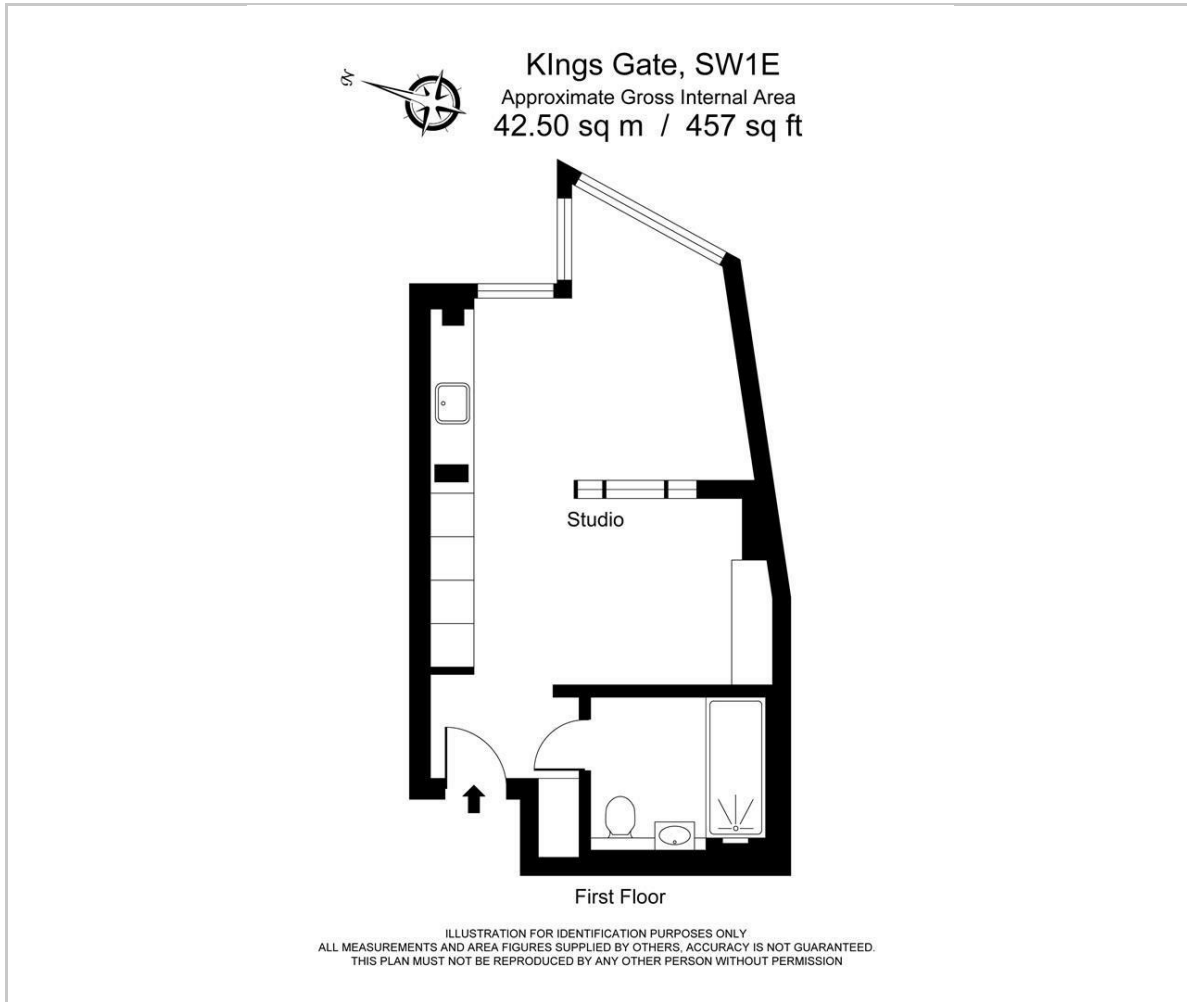 N
KIngs Gate, SW1E
Approximate Gross Internal Area
42.50 sq m / 457 sq ft
Studio
First Floor
ILLUSTRATION FOR IDENTIFICATION PURPOSES ONLY
ALL MEASUREMENTS AND AREA FIGURES SUPPLIED BY OTHERS, ACCURACY IS NOT GUARANTEED.
THIS PLAN MUST NOT BE REPRODUCED BY ANY OTHER PERSON WITHOUT PERMISSION